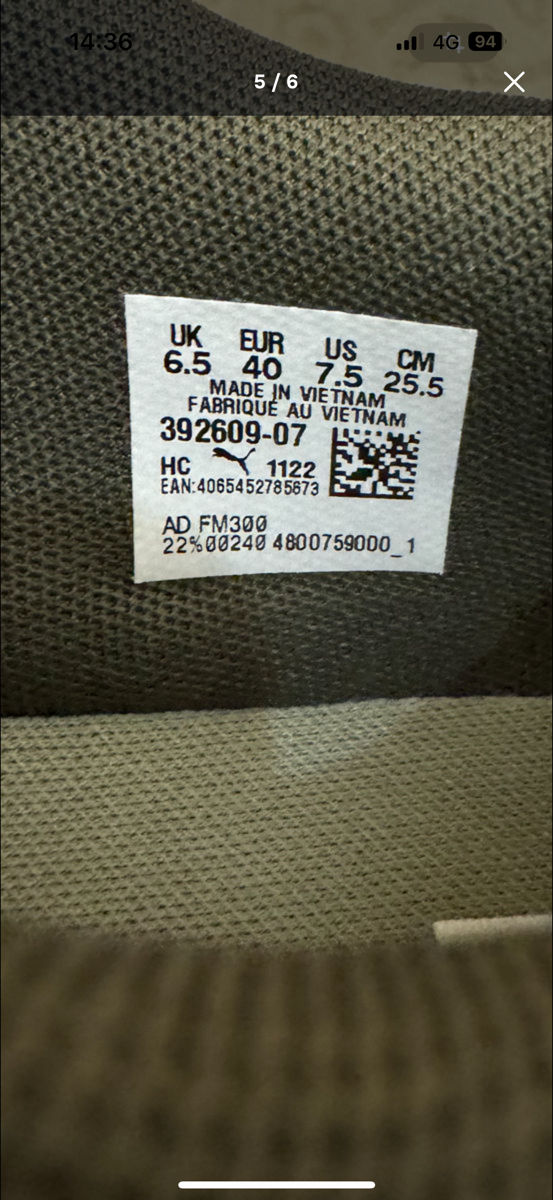 14:36
4G 94
5 / 6
UK EUR US CM
6.5 40 7.5 25.5
MADE IN VIETNAM
FABRIQUÉ AU VIETNAM
392609-07
HC 1122
EAN:4065452785673
AD FM300
22%00240 4800759000_1